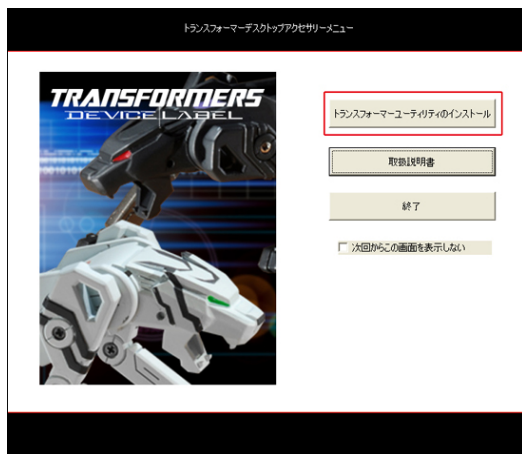 トランスフォーマーデスクトップアクセサリーメニュー
TRANSFORMERS
DEVICE LABEL
トランスフォーマーユーティリティのインストール
取扱説明書
終了
次回からこの画面を表示しない